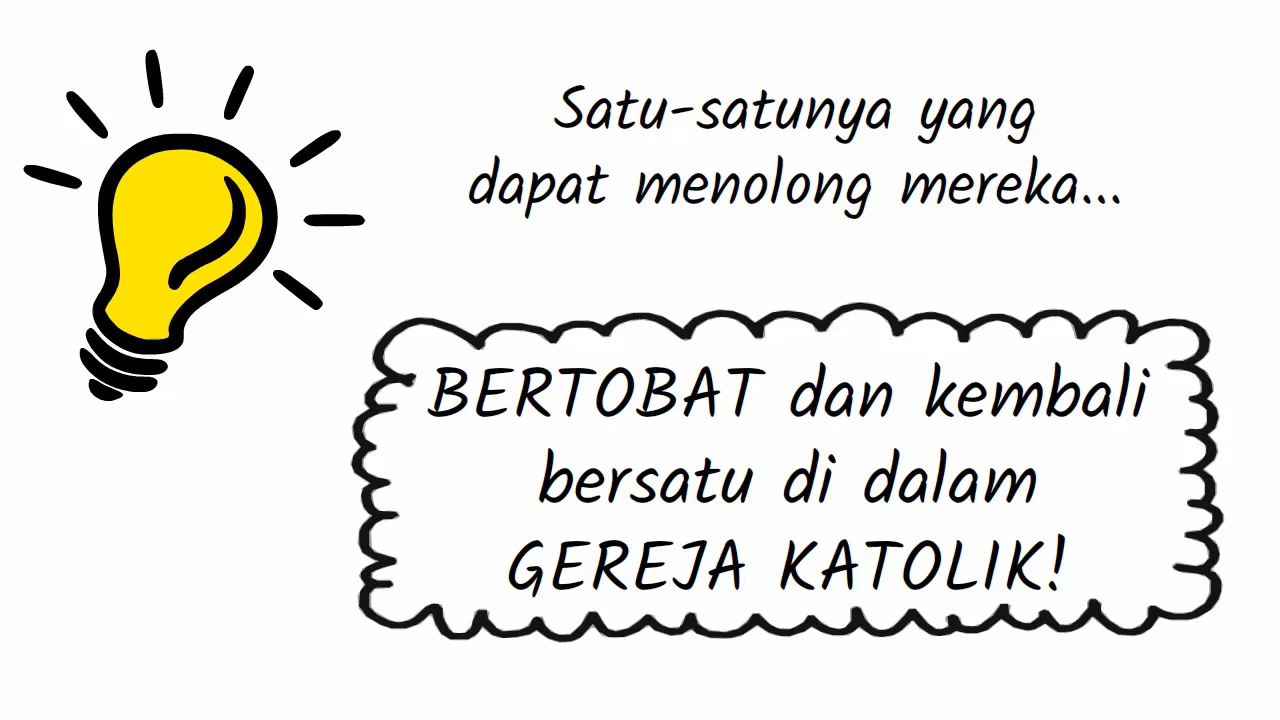 Satu-satunya yang
dapat menolong mereka...
BERTOBAT dan kembali
bersatu di dalam
GEREJA KATOLIK!